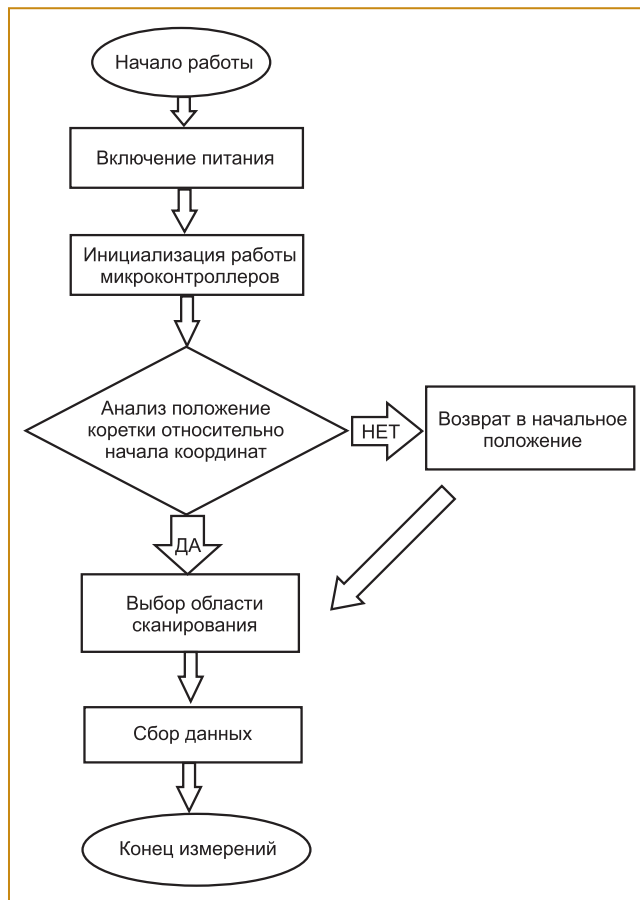 Начало работы
Включение питания
Инициализация работы
микроконтроллеров
Анализ положение
коретки относительно
начала координат
НЕТ
Возврат в начальное
положение
ДА
Выбор области
сканирования
Сбор данных
Конец измерений